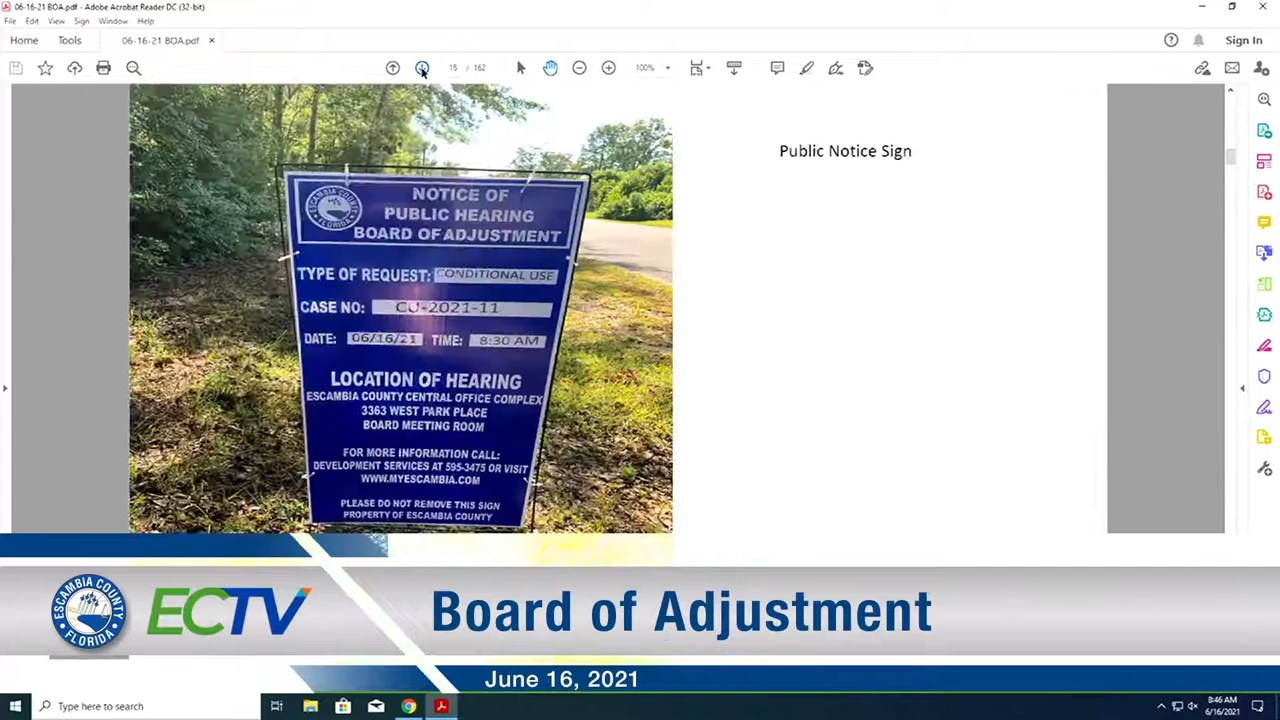 06-16-21 BOA.pdf - Adobe Acrobat Reader DC (32-bit)
File Edit View Sign Window Help
Home Tools 06-16-21 BOA.pdf × Sign In
15 / 162 100%
Public Notice Sign
ESCAMBIA COUNTY FLORIDA
NOTICE OF
PUBLIC HEARING
BOARD OF ADJUSTMENT
TYPE OF REQUEST: CONDITIONAL USE
CASE NO: CU-2021-11
DATE: 06/16/21 TIME: 8:30 AM
LOCATION OF HEARING
ESCAMBIA COUNTY CENTRAL OFFICE COMPLEX
3363 WEST PARK PLACE
BOARD MEETING ROOM
FOR MORE INFORMATION CALL:
DEVELOPMENT SERVICES AT 595-3475 OR VISIT
WWW.MYESCAMBIA.COM
PLEASE DO NOT REMOVE THIS SIGN
PROPERTY OF ESCAMBIA COUNTY
ESCAMBIA COUNTY FLORIDA
ECTV
Board of Adjustment
June 16, 2021
Type here to search
8:46 AM
6/16/2021